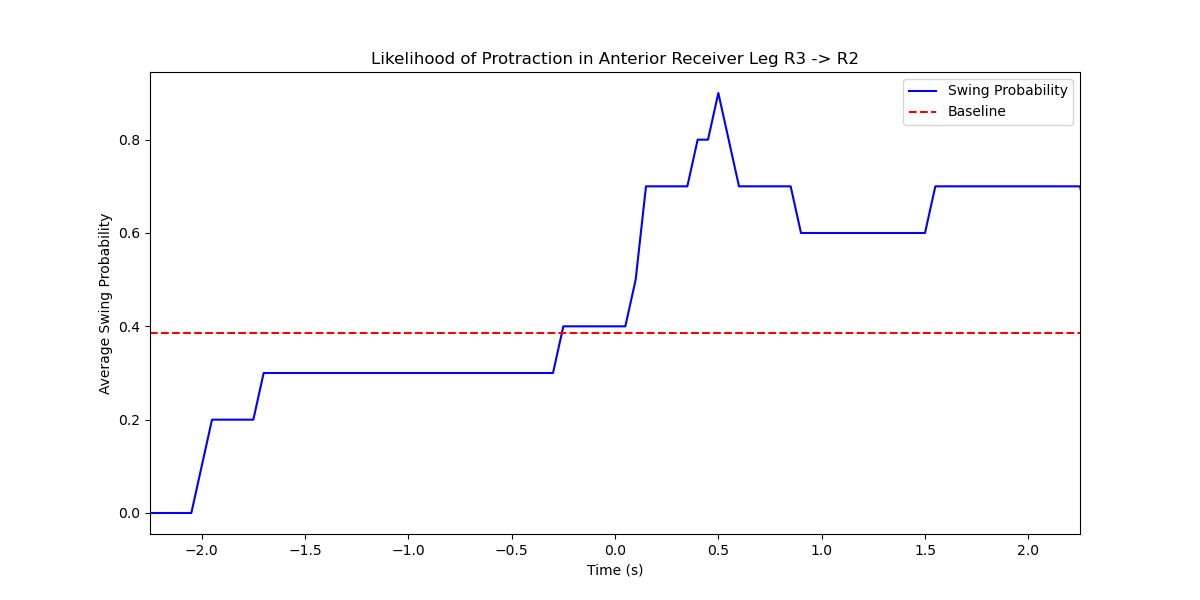 Likelihood of Protraction in Anterior Receiver Leg R3 -> R2
Swing Probability
Baseline
Average Swing Probability
0.8
0.6
0.4
0.2
0.0
−2.0 −1.5 −1.0 −0.5 0.0 0.5 1.0 1.5 2.0
Time (s)